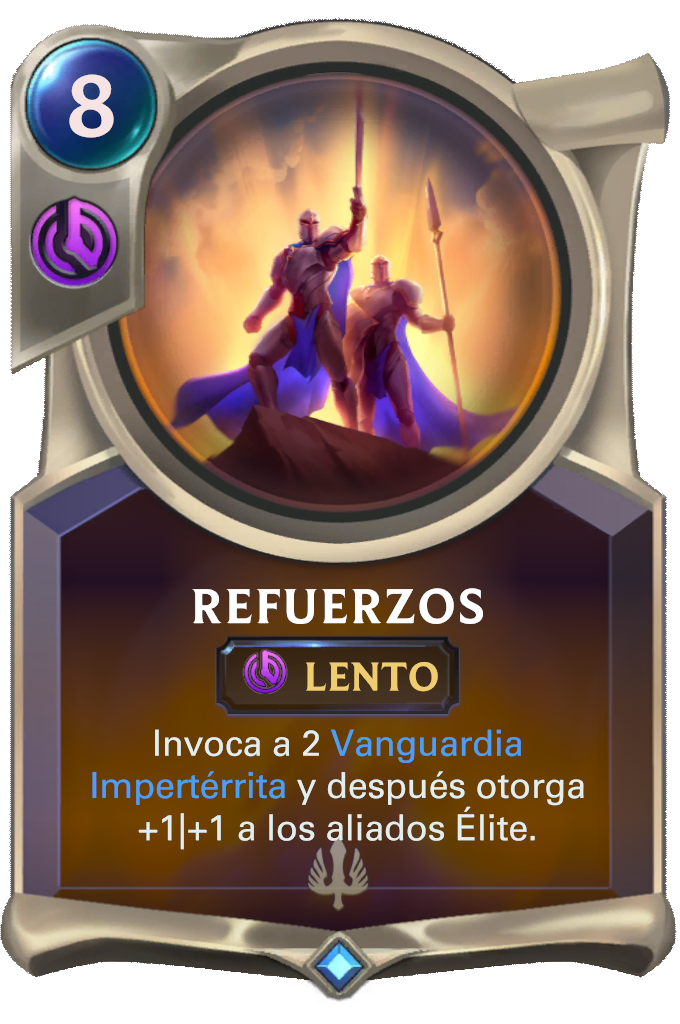 8
REFUERZOS
LENTO
Invoca a 2 Vanguardia
Impertérrita y después otorga
+1|+1 a los aliados Élite.